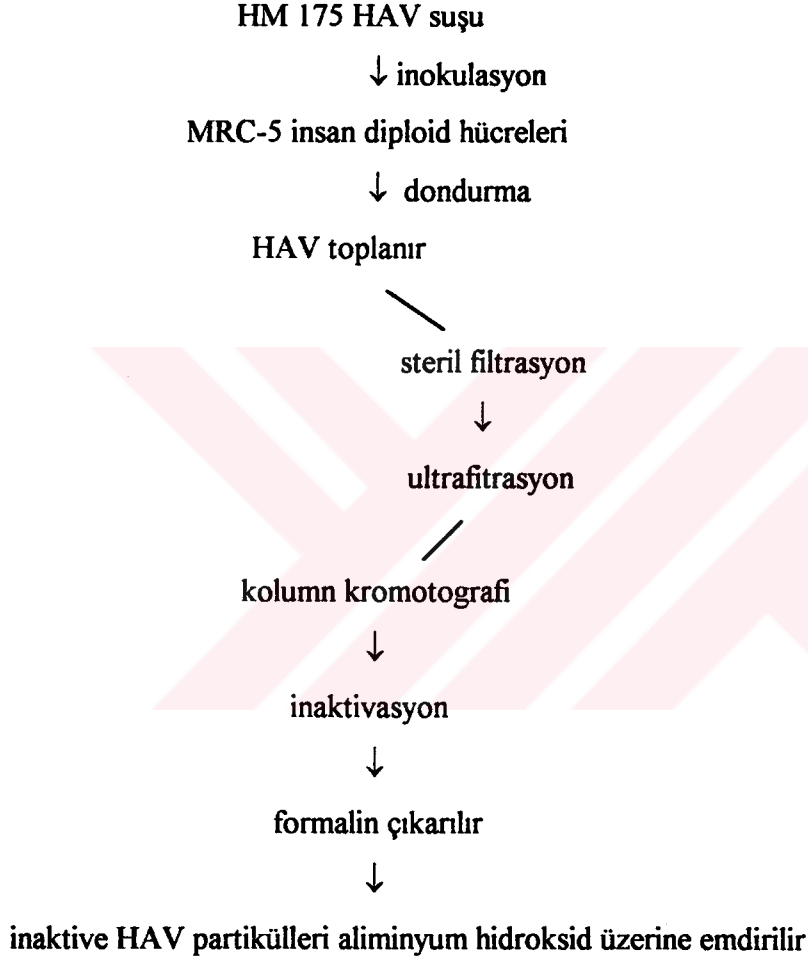 HM 175 HAV suşu
↓ inokulasyon
MRC-5 insan diploid hücreleri
↓ dondurma
HAV toplanır
steril filtrasyon
↓
ultrafitrasyon
kolumn kromotografi
↓
inaktivasyon
↓
formalin çıkarılır
↓
inaktive HAV partikülleri aliminyum hidroksid üzerine emdirilir